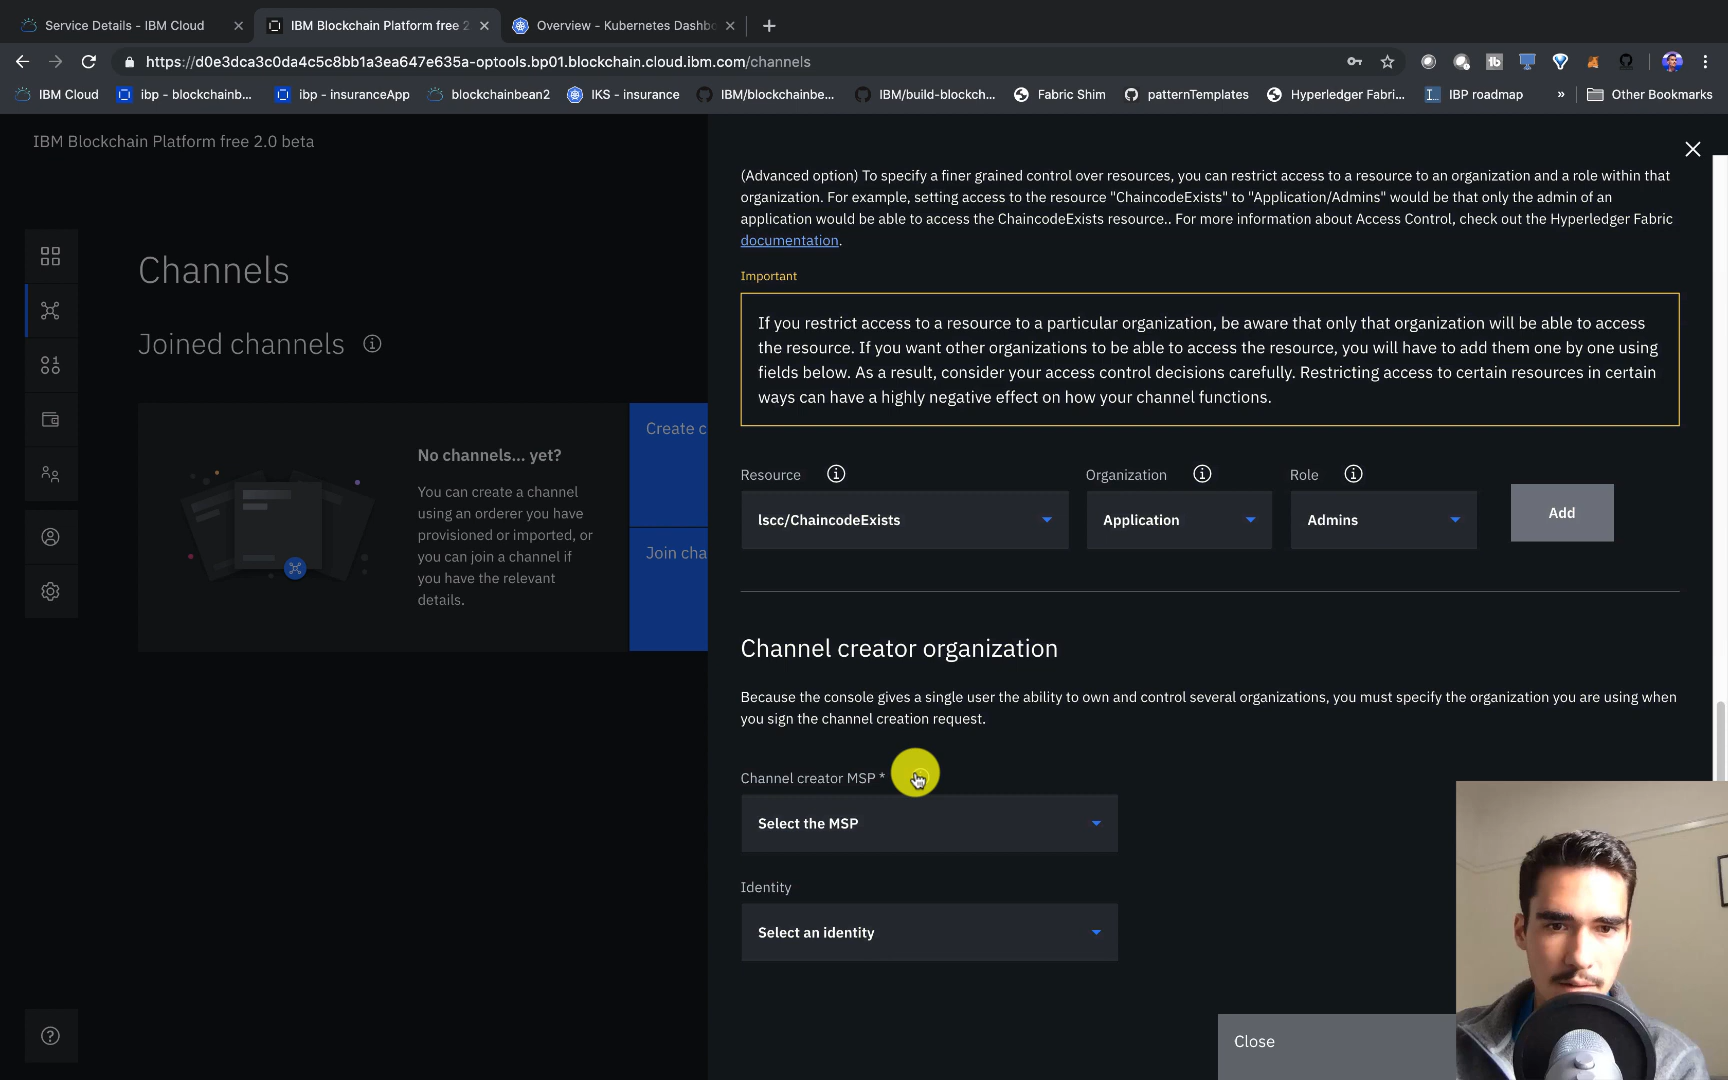 Service Details - IBM Cloud
IBM Blockchain Platform free 2
Overview - Kubernetes Dashbo
https://d0e3dca3c0da4c5c8bb1a3ea647e635a-optools.bp01.blockchain.cloud.ibm.com/channels
IBM Cloud
ibp - blockchainb...
ibp - insuranceApp
blockchainbean2
IKS - insurance
IBM/blockchainbe...
IBM/build-blockch...
Fabric Shim
patternTemplates
Hyperledger Fabri...
IBP roadmap
»
Other Bookmarks
IBM Blockchain Platform free 2.0 beta
Channels
Joined channels
No channels... yet?
You can create a channel
using an orderer you have
provisioned or imported, or
you can join a channel if
you have the relevant
details.
Create c
Join cha
(Advanced option) To specify a finer grained control over resources, you can restrict access to a resource to an organization and a role within that
organization. For example, setting access to the resource "ChaincodeExists" to "Application/Admins" would be that only the admin of an
application would be able to access the ChaincodeExists resource.. For more information about Access Control, check out the Hyperledger Fabric
documentation.
Important
If you restrict access to a resource to a particular organization, be aware that only that organization will be able to access
the resource. If you want other organizations to be able to access the resource, you will have to add them one by one using
fields below. As a result, consider your access control decisions carefully. Restricting access to certain resources in certain
ways can have a highly negative effect on how your channel functions.
Resource
Organization
Role
lscc/ChaincodeExists
Application
Admins
Add
Channel creator organization
Because the console gives a single user the ability to own and control several organizations, you must specify the organization you are using when
you sign the channel creation request.
Channel creator MSP *
Select the MSP
Identity
Select an identity
Close